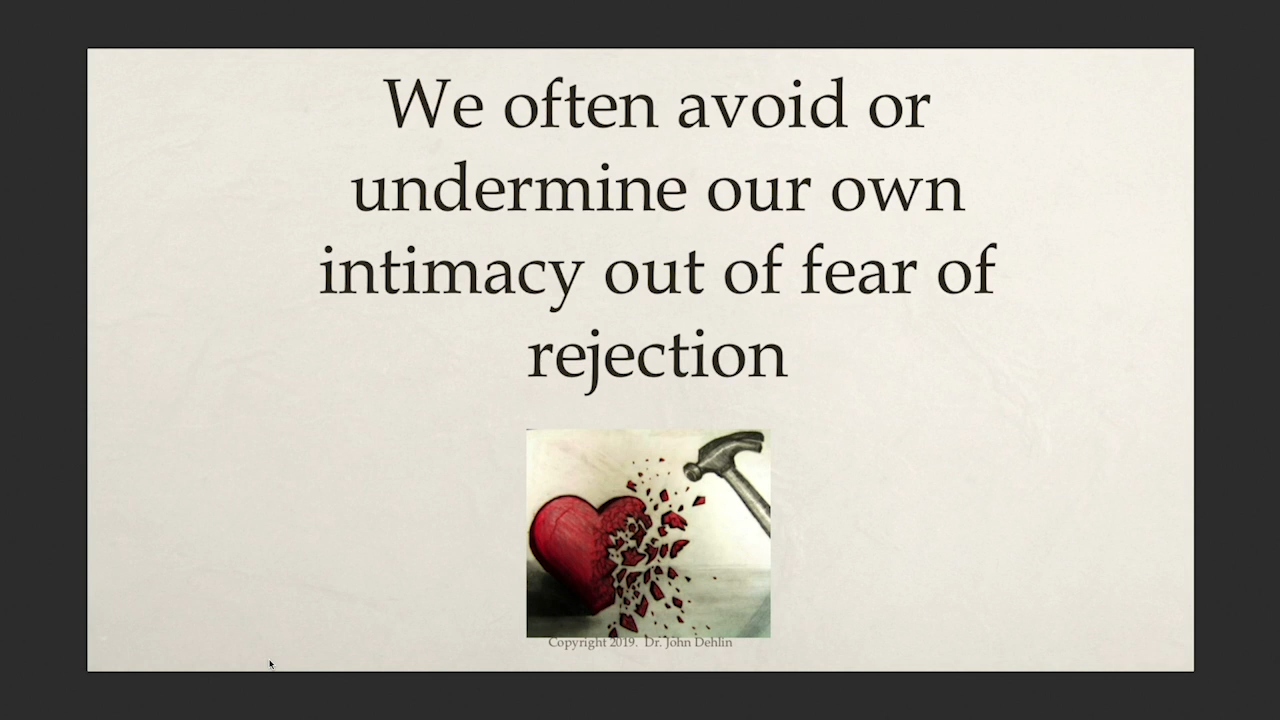 We often avoid or
undermine our own
intimacy out of fear of
rejection
Copyright 2019. Dr. John Dehlin